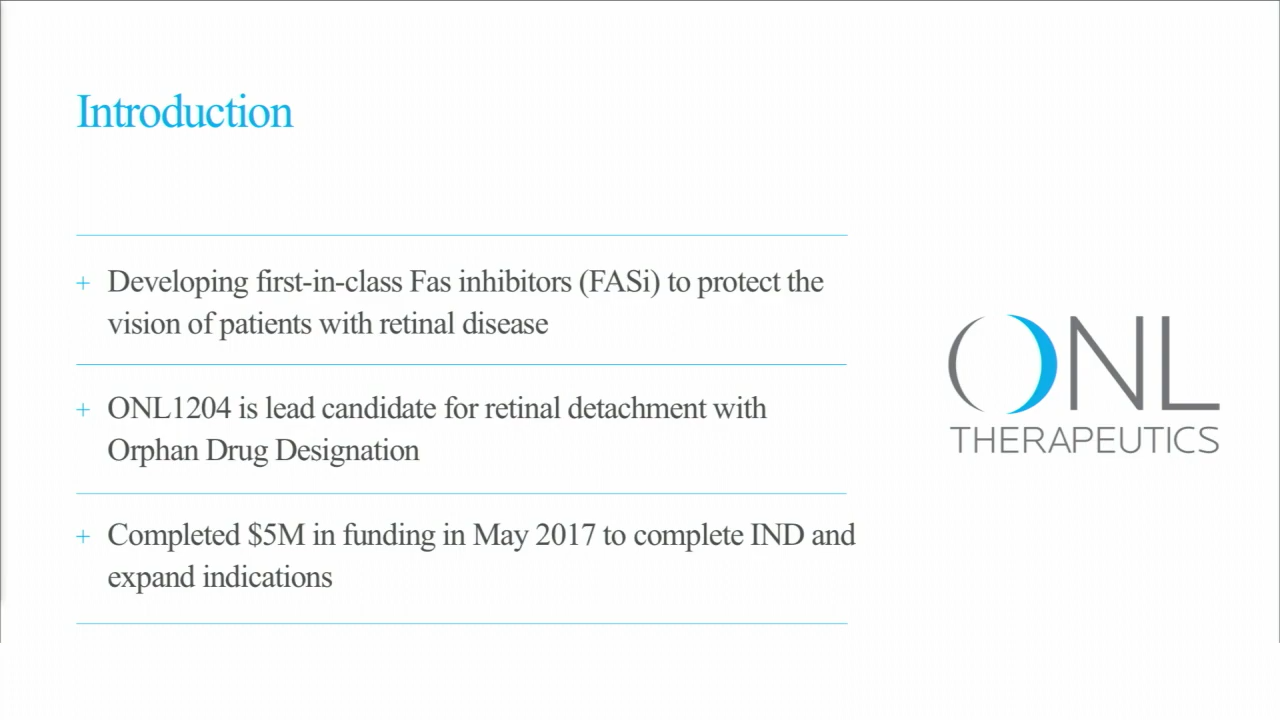 Introduction
+ Developing first-in-class Fas inhibitors (FASi) to protect the
vision of patients with retinal disease
+ ONL1204 is lead candidate for retinal detachment with
Orphan Drug Designation
+ Completed $5M in funding in May 2017 to complete IND and
expand indications
ONL
THERAPEUTICS